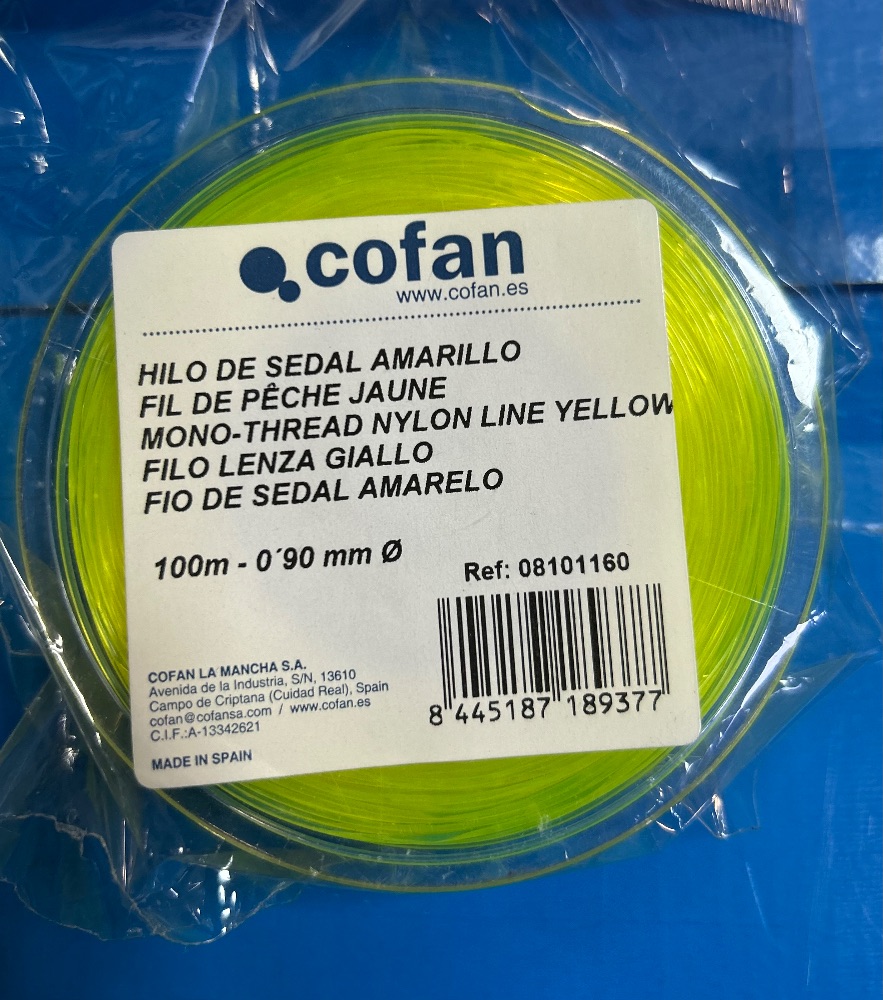 cofan
www.cofan.es
HILO DE SEDAL AMARILLO
FIL DE PÊCHE JAUNE
MONO-THREAD NYLON LINE YELLOW
FILO LENZA GIALLO
FIO DE SEDAL AMARELO
100m - 0´90 mm Ø
Ref: 08101160
COFAN LA MANCHA S.A.
Avenida de la Industria, S/N, 13610
Campo de Criptana (Cuidad Real), Spain
cofan@cofansa.com / www.cofan.es
C.I.F.:A-13342621
MADE IN SPAIN
8 445187 189377